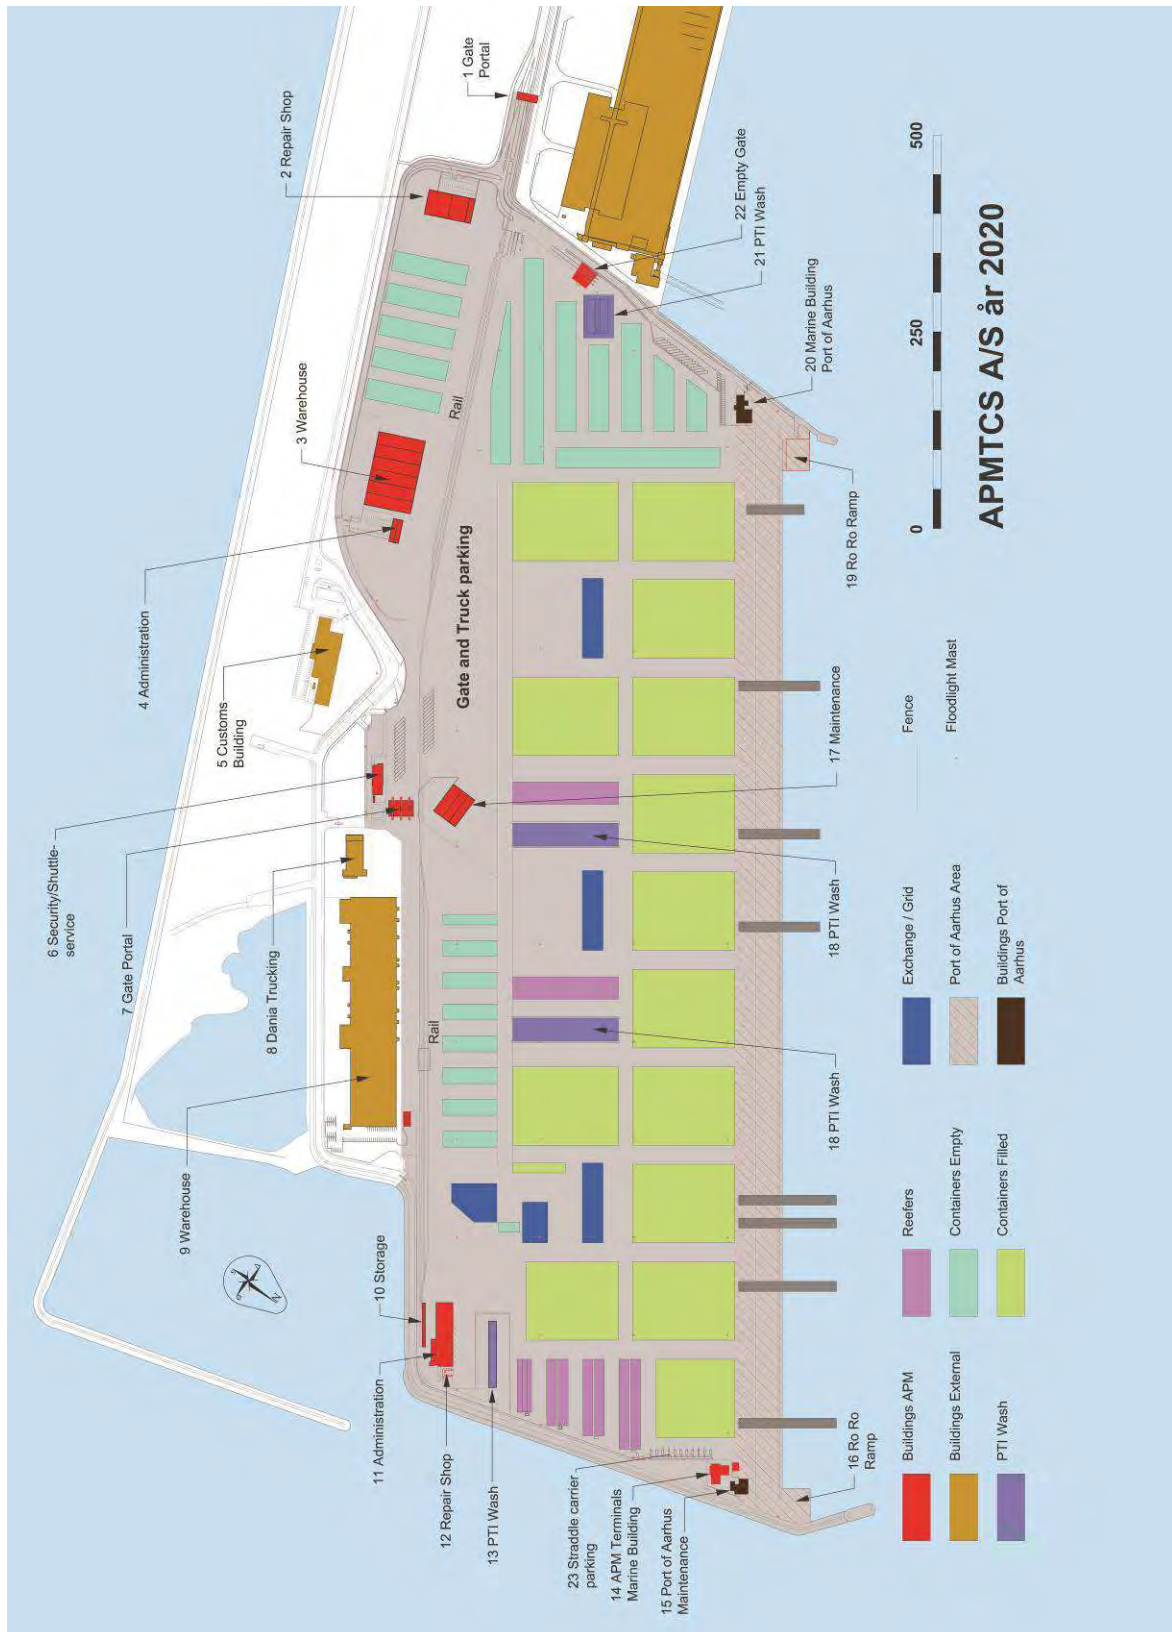 1 Gate
Portal
2 Repair Shop
3 Warehouse
4 Administration
5 Customs
Building
6 Security/Shuttle-
service
7 Gate Portal
8 Dania Trucking
9 Warehouse
10 Storage
11 Administration
12 Repair Shop
13 PTI Wash
23 Straddle carrier
parking
14 APM Terminals
Marine Building
15 Port of Aarhus
Maintenance
16 Ro Ro
Ramp
17 Maintenance
18 PTI Wash
18 PTI Wash
19 Ro Ro Ramp
20 Marine Building
Port of Aarhus
21 PTI Wash
22 Empty Gate
Rail
Rail
Gate and Truck parking
N
0
250
500
APMTCS A/S år 2020
Buildings APM
Buildings External
PTI Wash
Reefers
Containers Empty
Containers Filled
Exchange / Grid
Port of Aarhus Area
Buildings Port of
Aarhus
Fence
Floodlight Mast